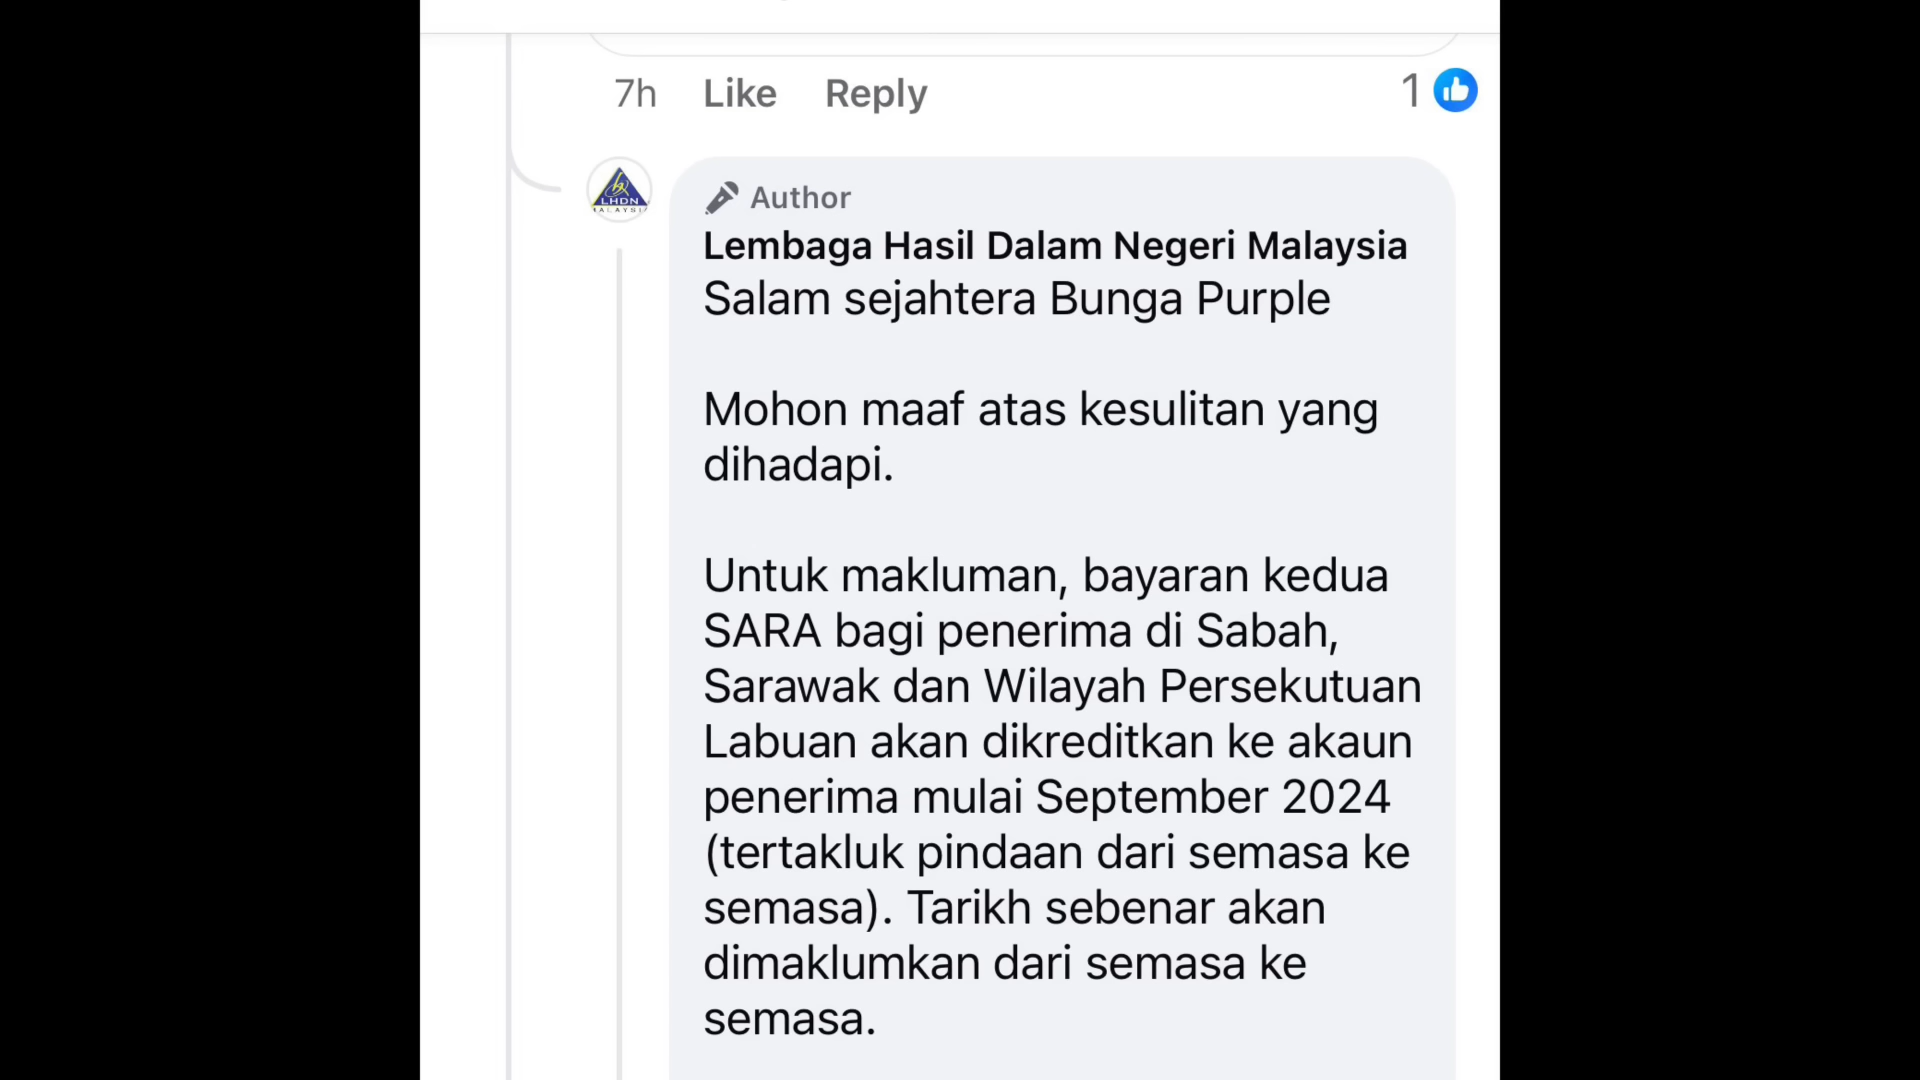 7h Like Reply 1
LHDN
MALAYSIA
Author
Lembaga Hasil Dalam Negeri Malaysia
Salam sejahtera Bunga Purple
Mohon maaf atas kesulitan yang
dihadapi.
Untuk makluman, bayaran kedua
SARA bagi penerima di Sabah,
Sarawak dan Wilayah Persekutuan
Labuan akan dikreditkan ke akaun
penerima mulai September 2024
(tertakluk pindaan dari semasa ke
semasa). Tarikh sebenar akan
dimaklumkan dari semasa ke
semasa.